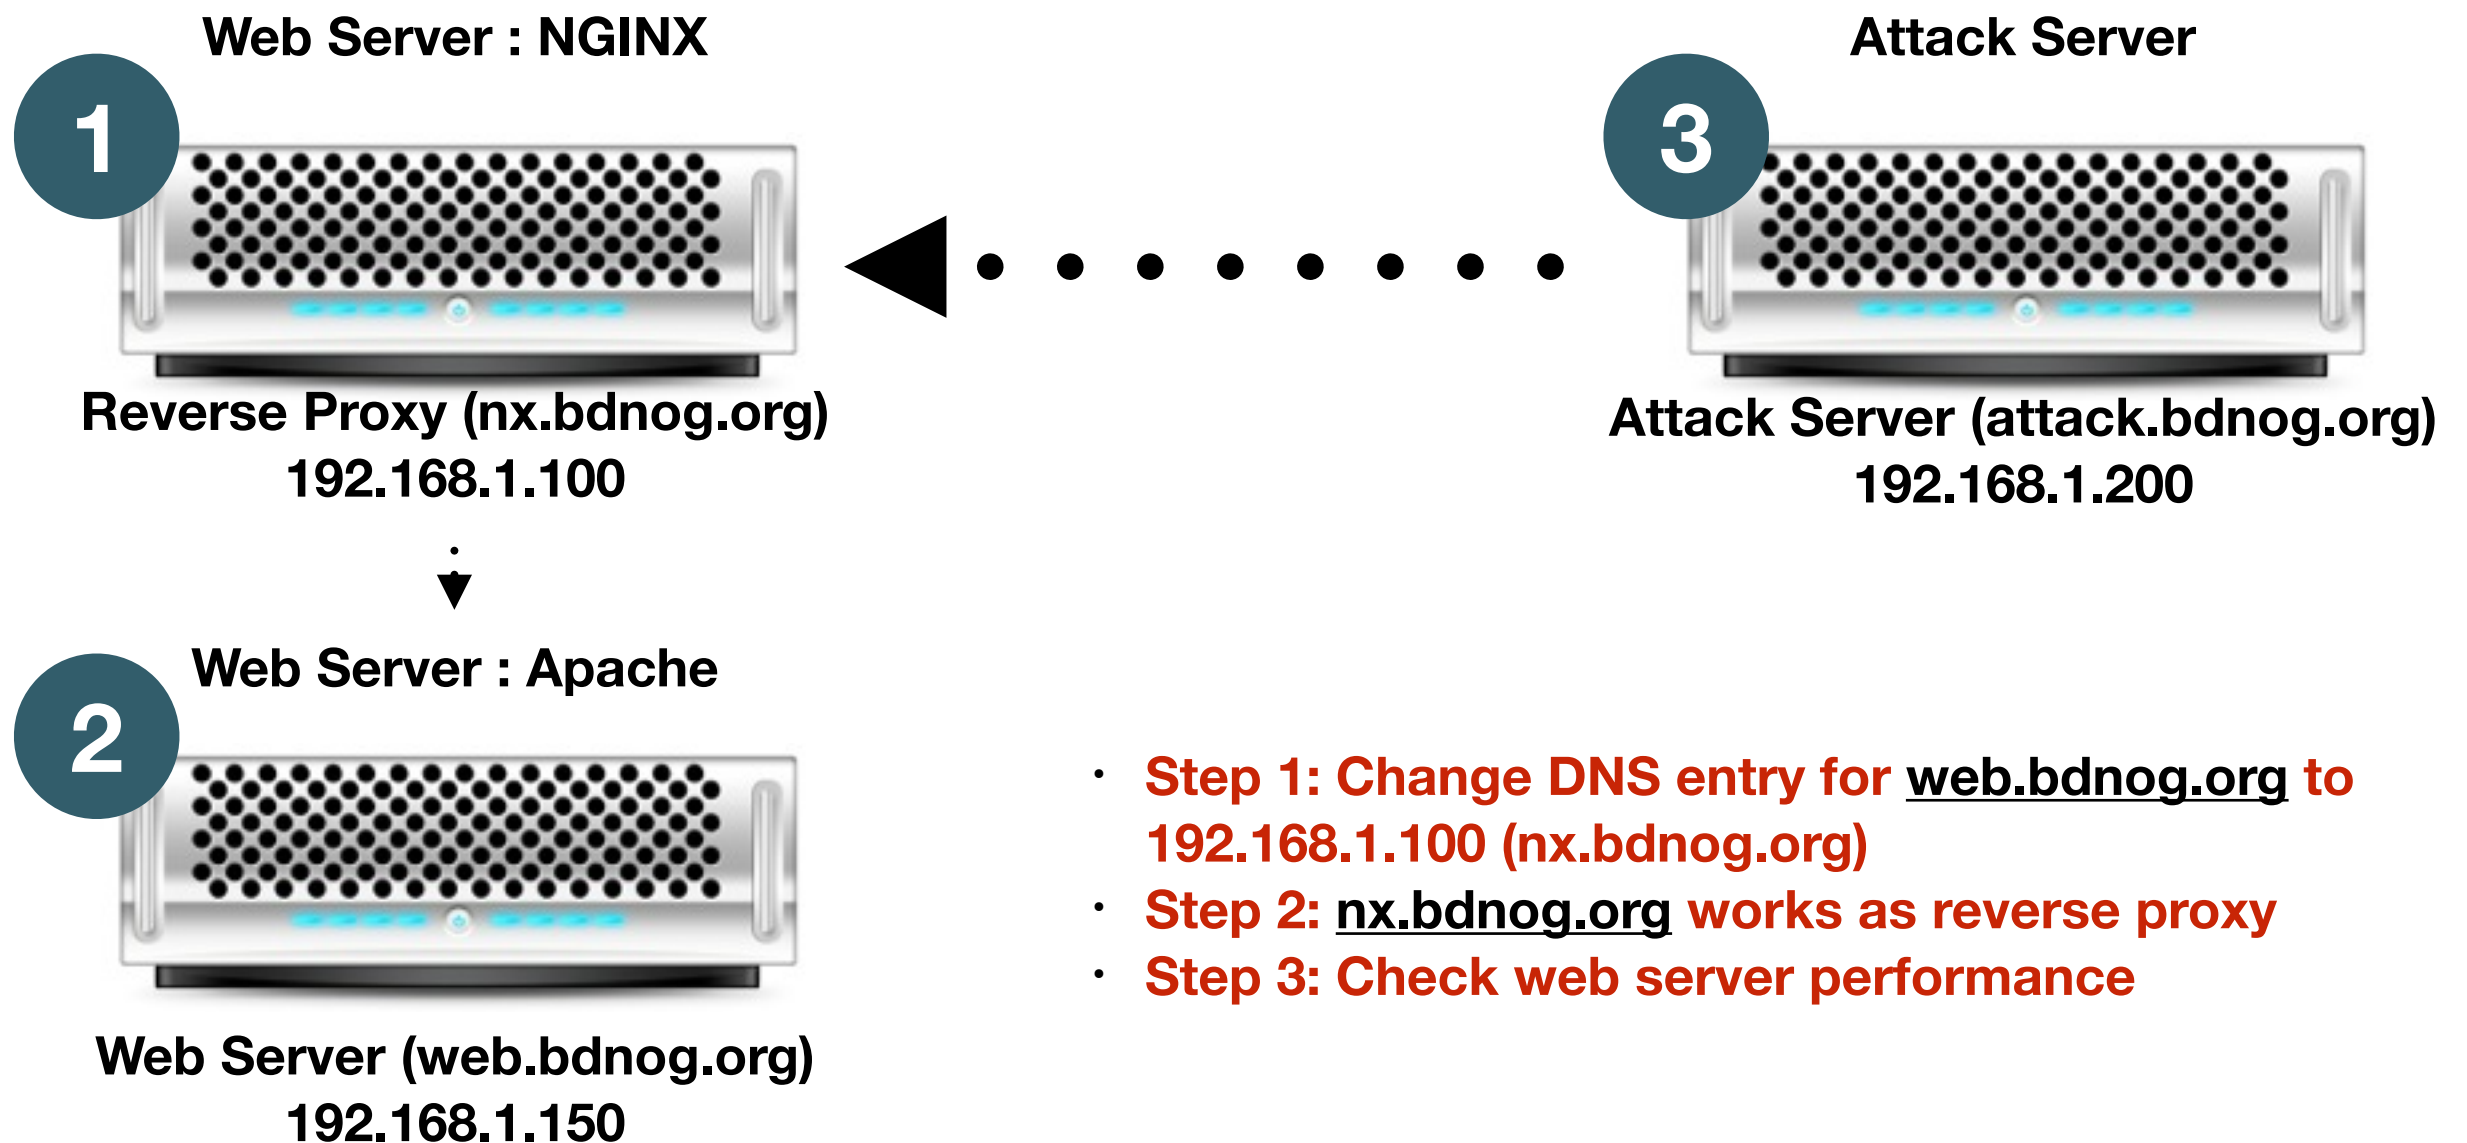 Web Server : NGINX
1
Reverse Proxy (nx.bdnog.org)
192.168.1.100
Attack Server
3
Attack Server (attack.bdnog.org)
192.168.1.200
Web Server : Apache
2
Web Server (web.bdnog.org)
192.168.1.150
· Step 1: Change DNS entry for web.bdnog.org to
192.168.1.100 (nx.bdnog.org)
· Step 2: nx.bdnog.org works as reverse proxy
· Step 3: Check web server performance